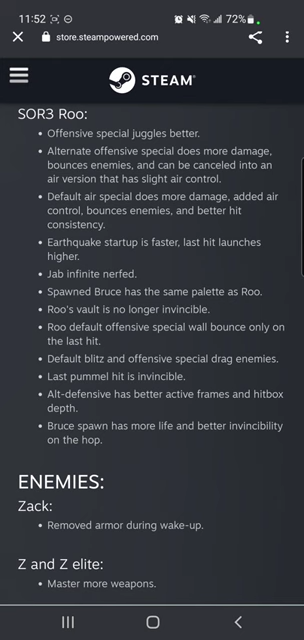 11:52
72%
store.steampowered.com
STEAM®
SOR3 Roo:
• Offensive special juggles better.
• Alternate offensive special does more damage,
bounces enemies, and can be canceled into an
air version that has slight air control.
• Default air special does more damage, added air
control, bounces enemies, and better hit
consistency.
• Earthquake startup is faster, last hit launches
higher.
• Jab infinite nerfed.
• Spawned Bruce has the same palette as Roo.
• Roo's vault is no longer invincible.
• Roo default offensive special wall bounce only on
the last hit.
• Default blitz and offensive special drag enemies.
• Last pummel hit is invincible.
• Alt-defensive has better active frames and hitbox
depth.
• Bruce spawn has more life and better invincibility
on the hop.
ENEMIES:
Zack:
• Removed armor during wake-up.
Z and Z elite:
• Master more weapons.